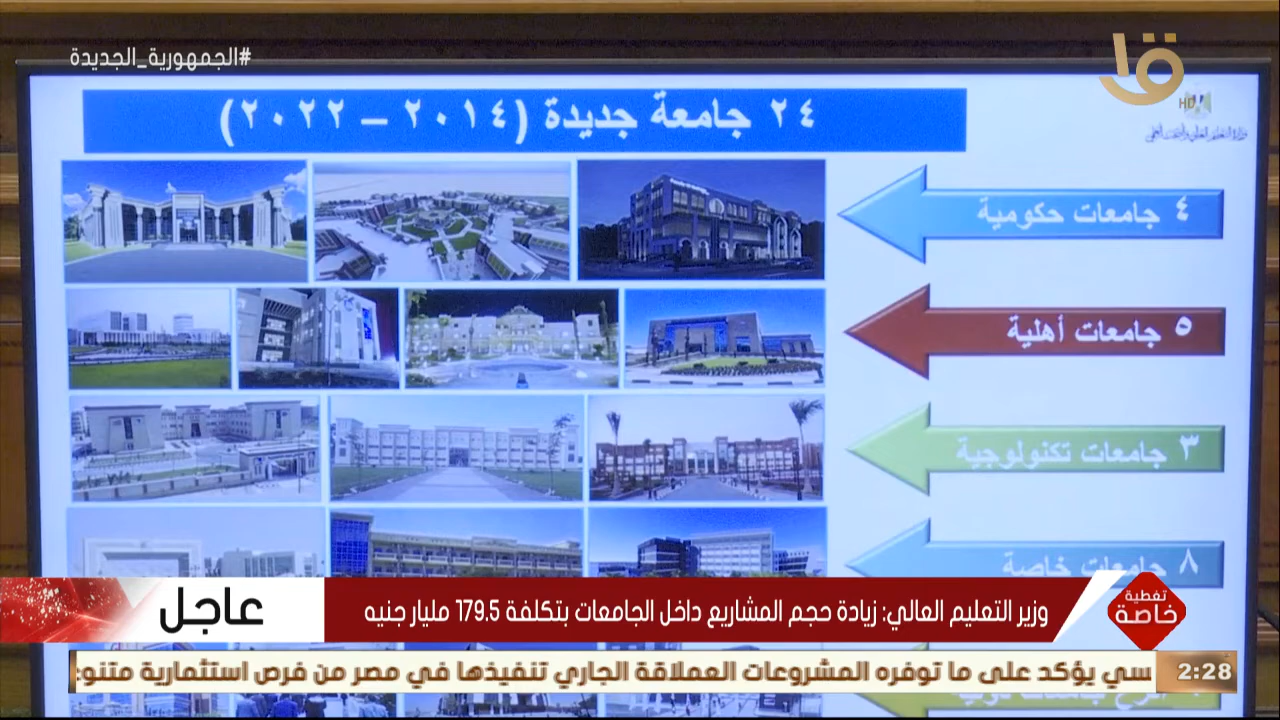 #الجمهورية_الجديدة
HD
٢٤ جامعة جديدة (٢٠١٤ – ٢٠٢٢)
٤ جامعات حكومية
٥ جامعات أهلية
٣ جامعات تكنولوجية
٨ جامعات خاصة
تغطية
خاصة
وزير التعليم العالي: زيادة حجم المشاريع داخل الجامعات بتكلفة 179.5 مليار جنيه
عاجل
2:28
سي يؤكد على ما توفره المشروعات العملاقة الجاري تنفيذها في مصر من فرص استثمارية متنوع